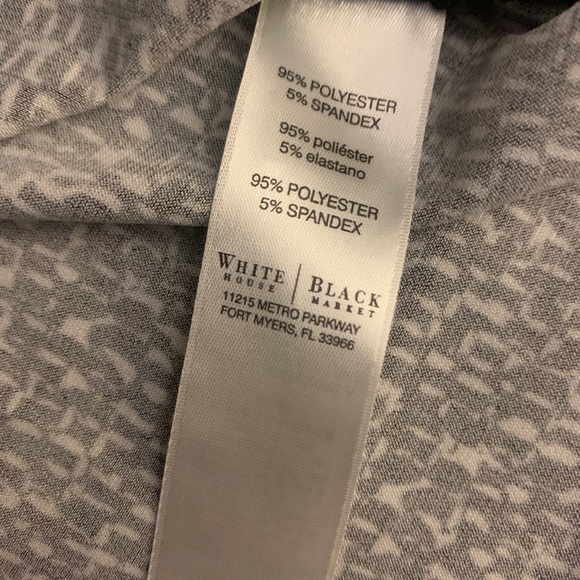 95% POLYESTER
5% SPANDEX
95% poliéster
5% elastano
95% POLYESTER
5% SPANDEX
WHITE | BLACK
HOUSE | MARKET
11215 METRO PARKWAY
FORT MYERS, FL 33966